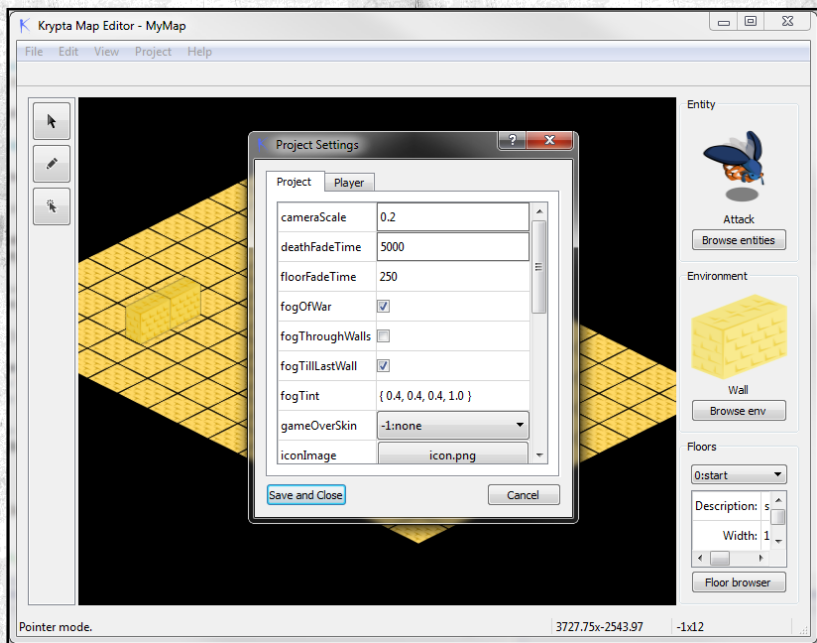 Krypta Map Editor - MyMap
File Edit View Project Help
Entity
Attack
Browse entities
Environment
Wall
Browse env
Floors
0:start
Description: s
Width: 1
Floor browser
Project Settings
?
Project Player
cameraScale 0.2
deathFadeTime 5000
floorFadeTime 250
fogOfWar
fogThroughWalls
fogTillLastWall
fogTint { 0.4, 0.4, 0.4, 1.0 }
gameOverSkin -1:none
iconImage icon.png
Save and Close Cancel
Pointer mode. 3727.75x-2543.97 -1x12